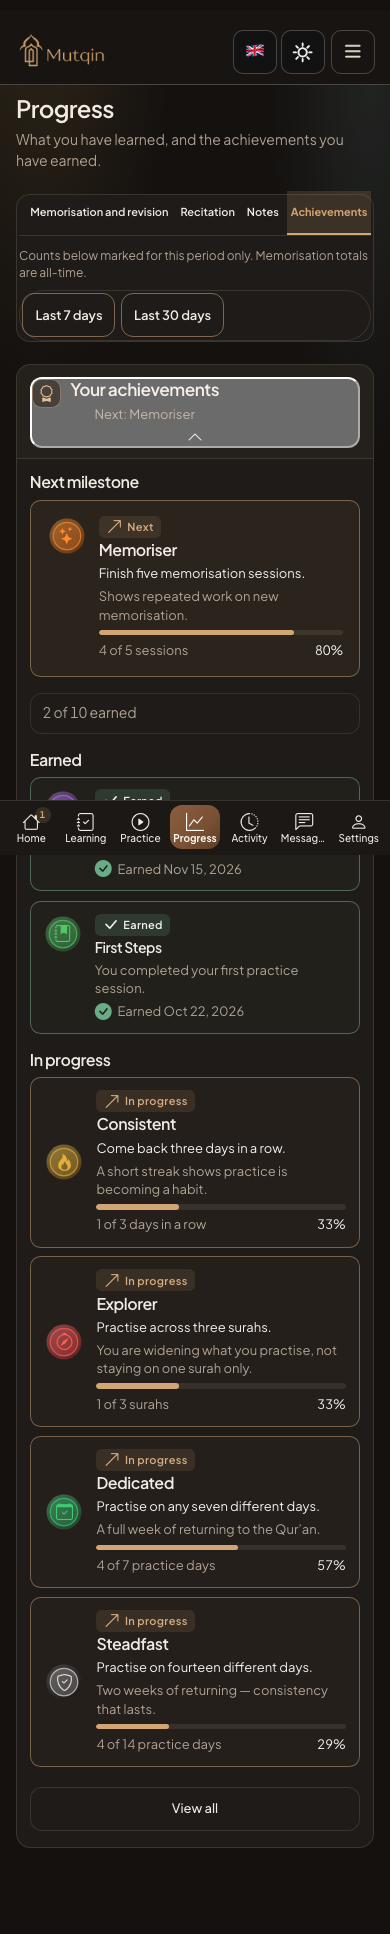 Mutqin
Progress
What you have learned, and the achievements you
have earned.
Memorisation and revision Recitation Notes Achievements
Counts below marked for this period only. Memorisation totals
are all-time.
Last 7 days Last 30 days
Your achievements
Next: Memoriser
Next milestone
Next
Memoriser
Finish five memorisation sessions.
Shows repeated work on new
memorisation.
4 of 5 sessions 80%
2 of 10 earned
Earned
Earned
1
Home Learning Practice Progress Activity Messag... Settings
Earned Nov 15, 2026
Earned
First Steps
You completed your first practice
session.
Earned Oct 22, 2026
In progress
In progress
Consistent
Come back three days in a row.
A short streak shows practice is
becoming a habit.
1 of 3 days in a row 33%
In progress
Explorer
Practise across three surahs.
You are widening what you practise, not
staying on one surah only.
1 of 3 surahs 33%
In progress
Dedicated
Practise on any seven different days.
A full week of returning to the Qur’an.
4 of 7 practice days 57%
In progress
Steadfast
Practise on fourteen different days.
Two weeks of returning — consistency
that lasts.
4 of 14 practice days 29%
View all